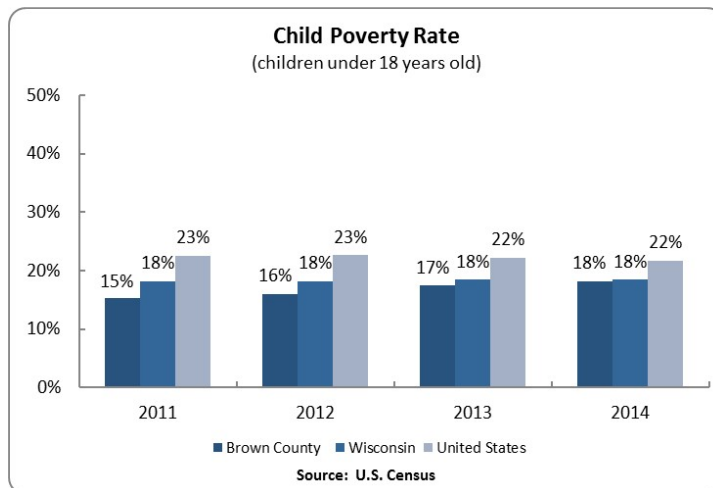 Child Poverty Rate
(children under 18 years old)
50%
40%
30%
20%
10%
0%
15% 18% 23%
16% 18% 23%
17% 18% 22%
18% 18% 22%
2011 2012 2013 2014
Brown County Wisconsin United States
Source: U.S. Census